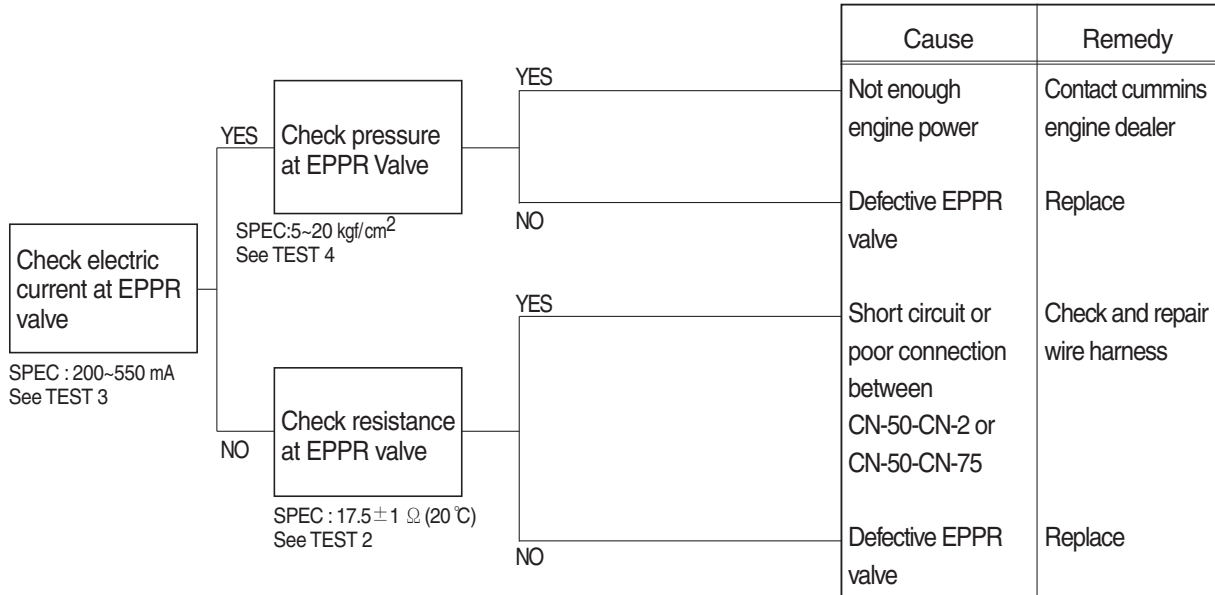 Cause
Remedy
YES
Not enough
engine power
Contact cummins
engine dealer
YES
Check pressure
at EPPR Valve
NO
Defective EPPR
valve
Replace
SPEC:5~20 kgf/cm²
See TEST 4
Check electric
current at EPPR
valve
SPEC : 200~550 mA
See TEST 3
YES
Short circuit or
poor connection
between
CN-50-CN-2 or
CN-50-CN-75
Check and repair
wire harness
NO
Check resistance
at EPPR valve
SPEC : 17.5±1 Ω (20℃)
See TEST 2
NO
Defective EPPR
valve
Replace